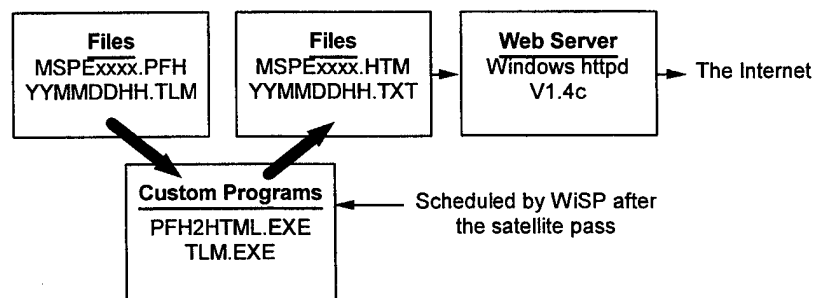 Files
MSPExxxx.PFH
YYMMDDHH.TLM
Files
MSPExxxx.HTM
YYMMDDHH.TXT
Web Server
Windows httpd
V1.4c
The Internet
Custom Programs
PFH2HTML.EXE
TLM.EXE
Scheduled by WiSP after
the satellite pass